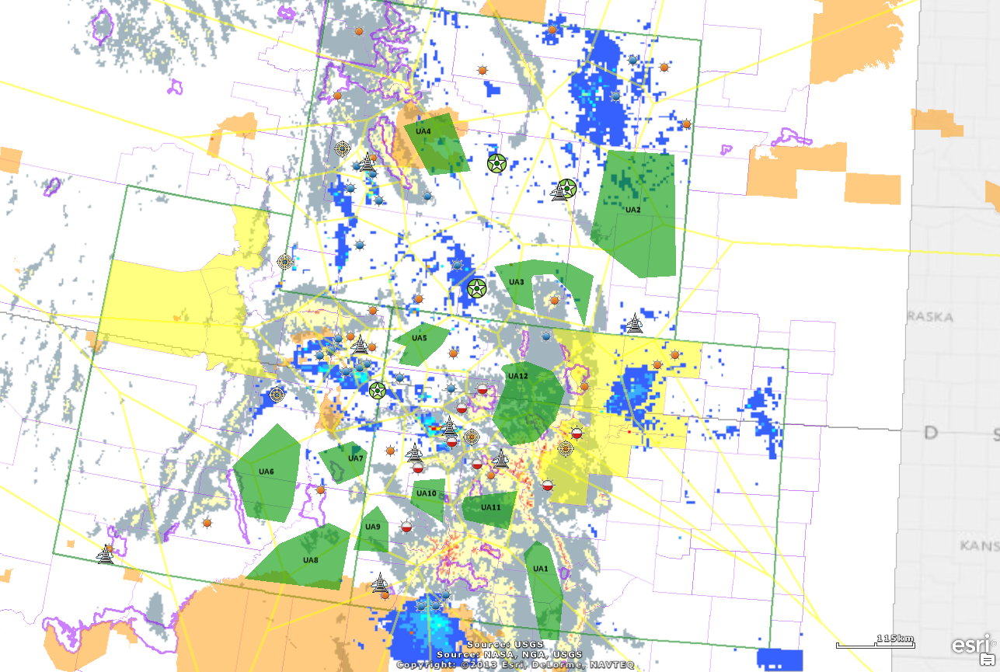 UA4
UA2
UA3
RASKA
UA5
UA12
D
S
UA7
UA6
UA10
UA11
UA9
KANS
UA8
UA1
115km
Source: USGS
Source: NASA, NGA, USGS
Copyright: ©2013 Esri, DeLorme, NAVTEQ
esri